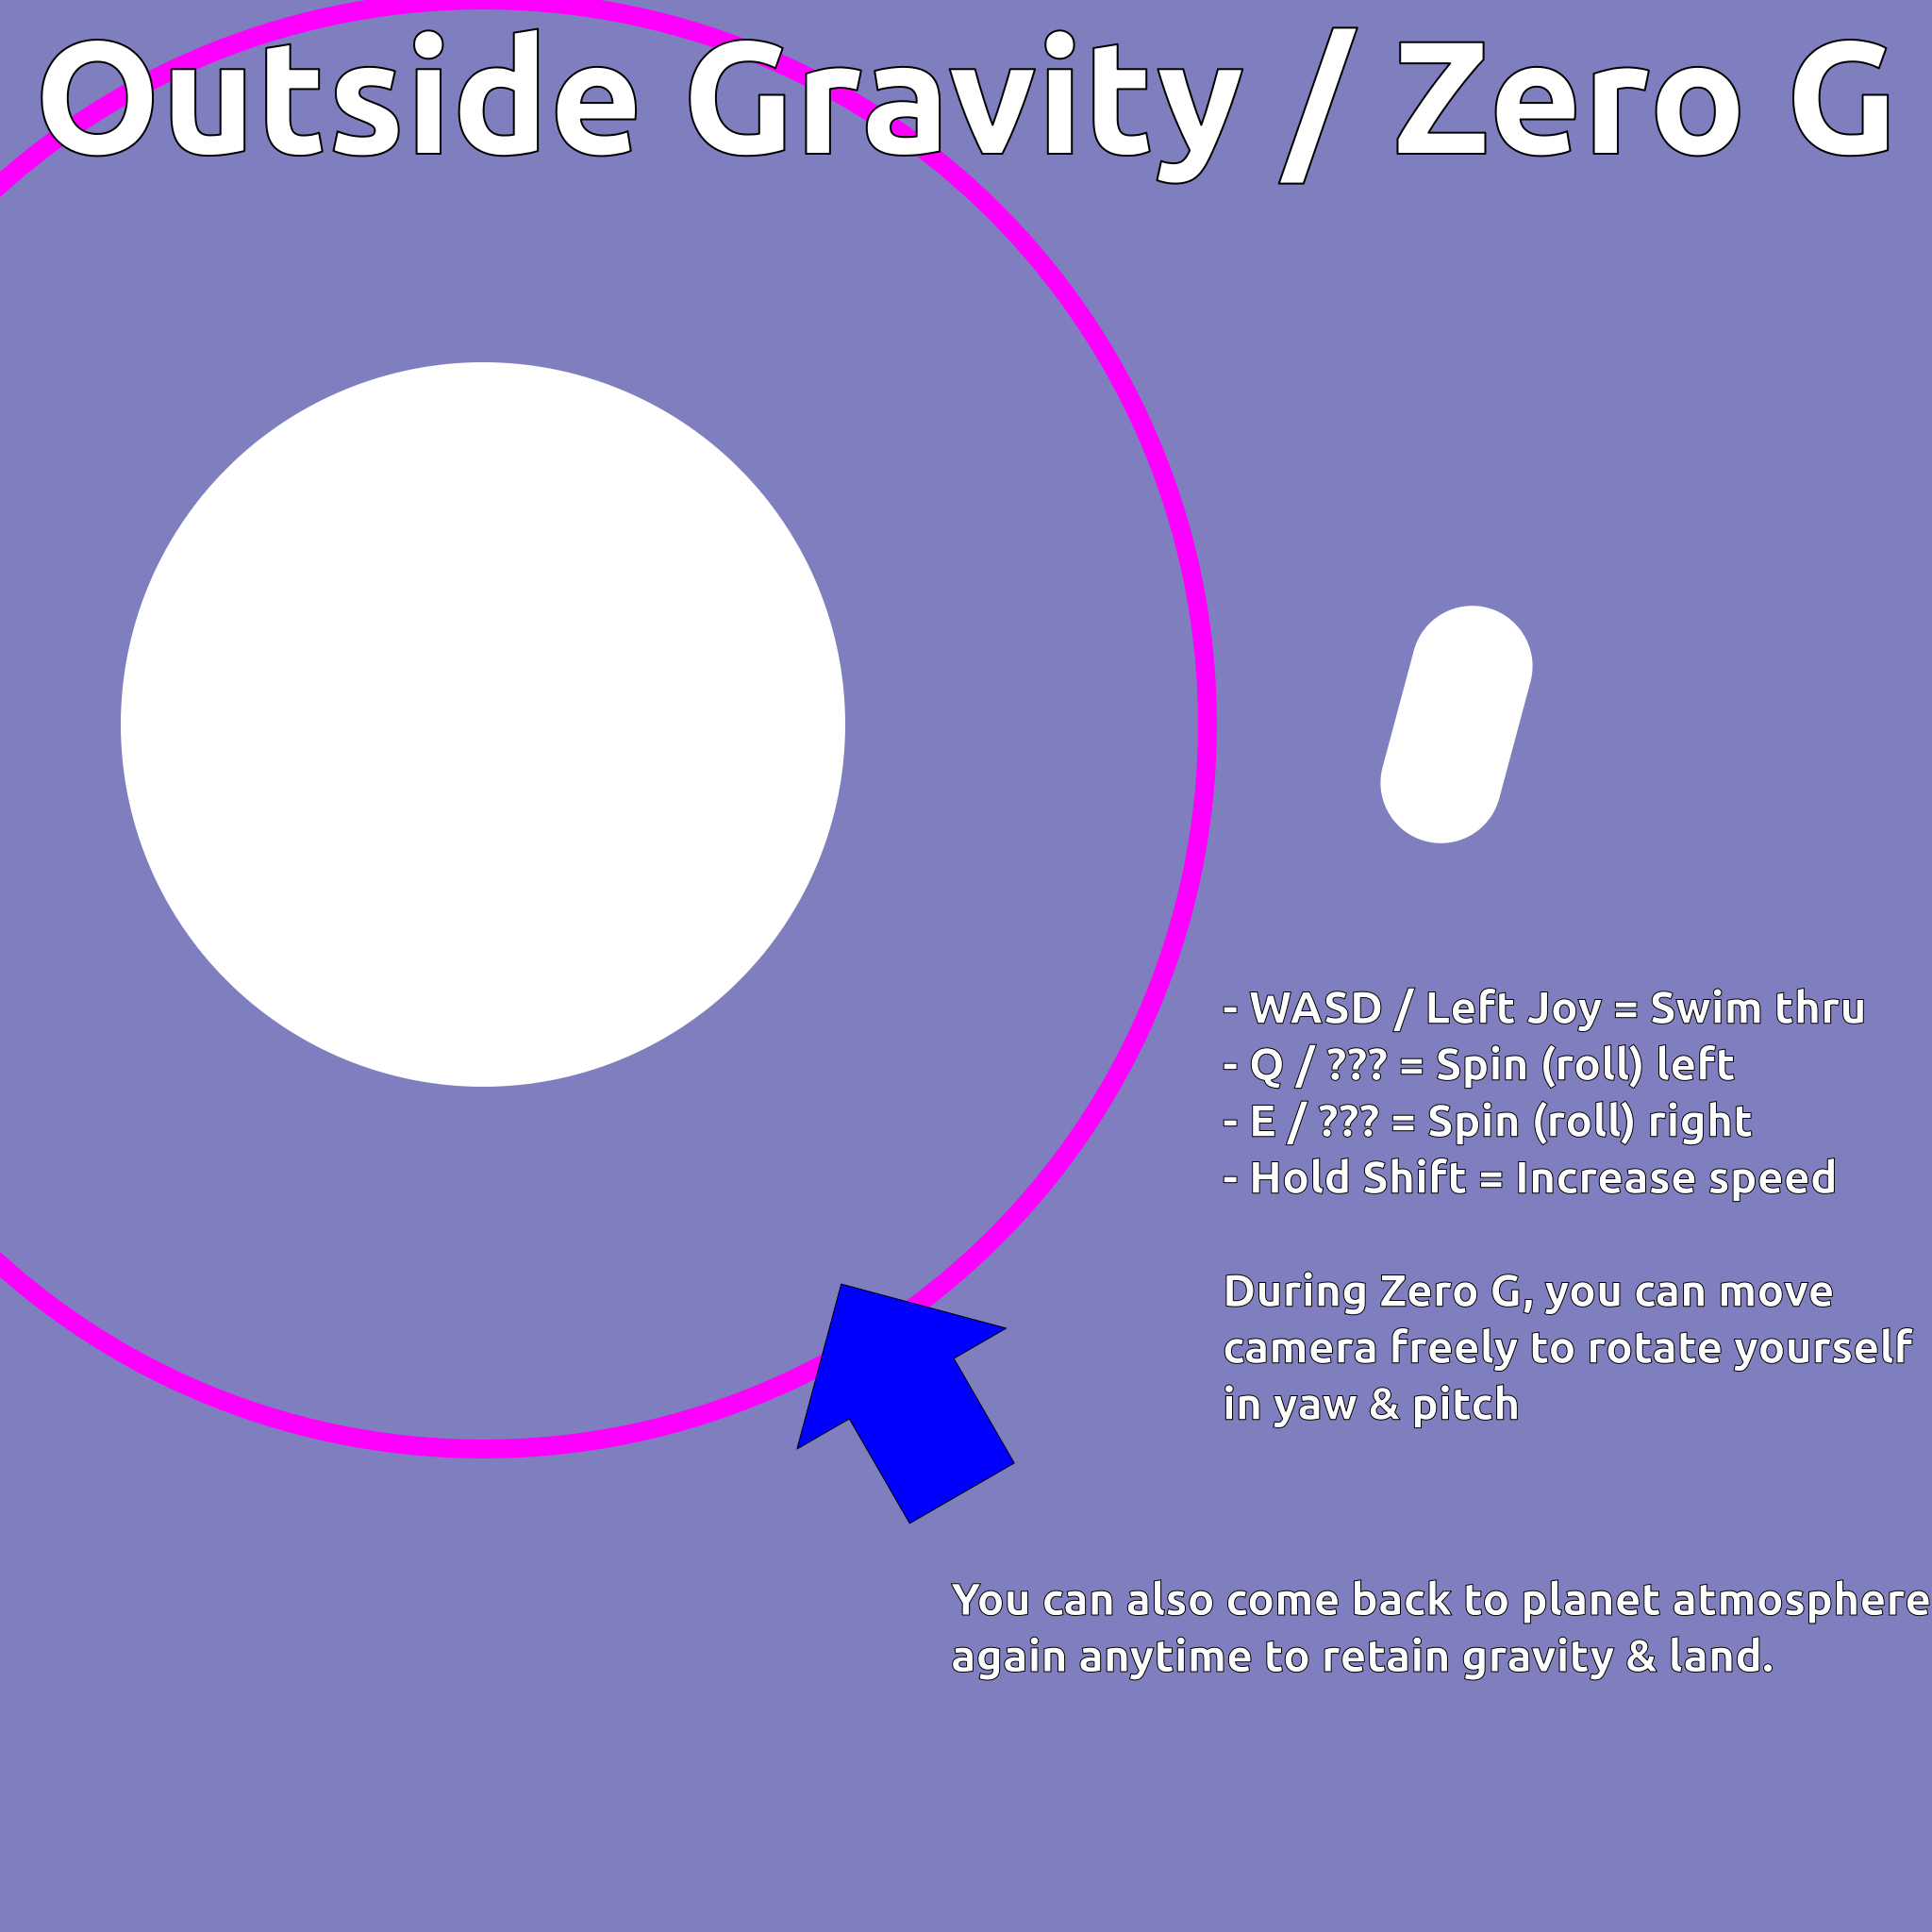 Outside Gravity / Zero G
- WASD / Left Joy = Swim thru
- Q / ??? = Spin (roll) left
- E / ??? = Spin (roll) right
- Hold Shift = Increase speed
During Zero G, you can move
camera freely to rotate yourself
in yaw & pitch
You can also come back to planet atmosphere
again anytime to retain gravity & land.